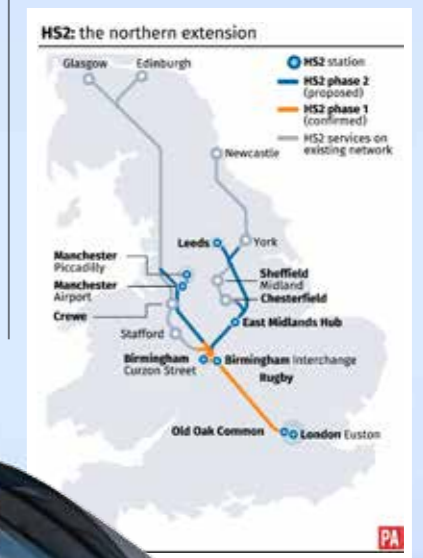 HS2: the northern extension
Glasgow
Edinburgh
HS2 station
HS2 phase 2
(proposed)
HS2 phase 1
(confirmed)
HS2 services on
existing network
Newcastle
Leeds
York
Manchester
Piccadilly
Sheffield
Midland
Manchester
Airport
Chesterfield
Crewe
East Midlands Hub
Stafford
Birmingham
Curzon Street
Birmingham Interchange
Rugby
Old Oak Common
London Euston
PA